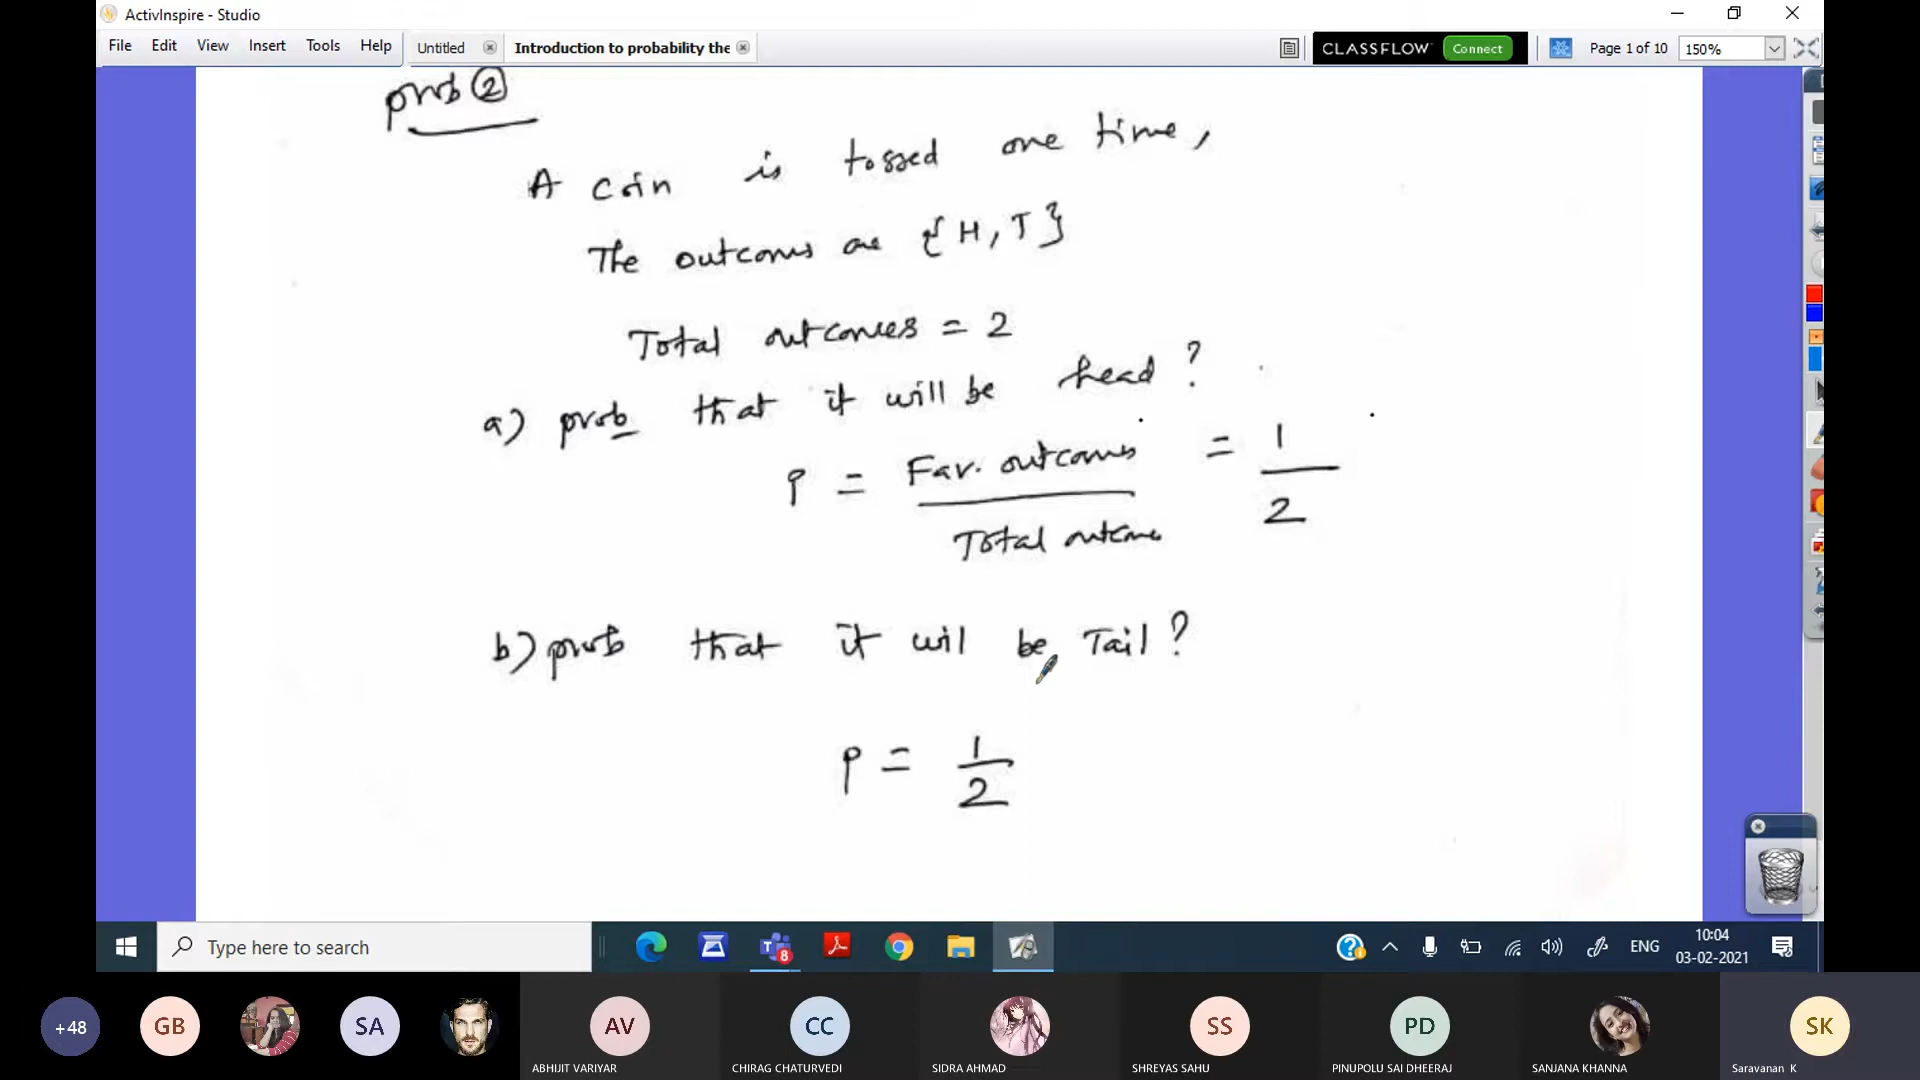 ActivInspire - Studio
File Edit View Insert Tools Help
Untitled
Introduction to probability the
CLASSFLOW Connect
Page 1 of 10
150%
prob ②
A coin is tossed one time,
The outcomes are {H, T}
Total outcomes = 2
a) prob that it will be head?
P = Fav. outcomes / Total outcome = 1/2
b) prob that it will be Tail?
P = 1/2
Type here to search
8
ENG
10:04
03-02-2021
+48
GB
SA
AV
CC
SS
PD
SK
ABHIJIT VARIYAR
CHIRAG CHATURVEDI
SIDRA AHMAD
SHREYAS SAHU
PINUPOLU SAI DHEERAJ
SANJANA KHANNA
Saravanan K